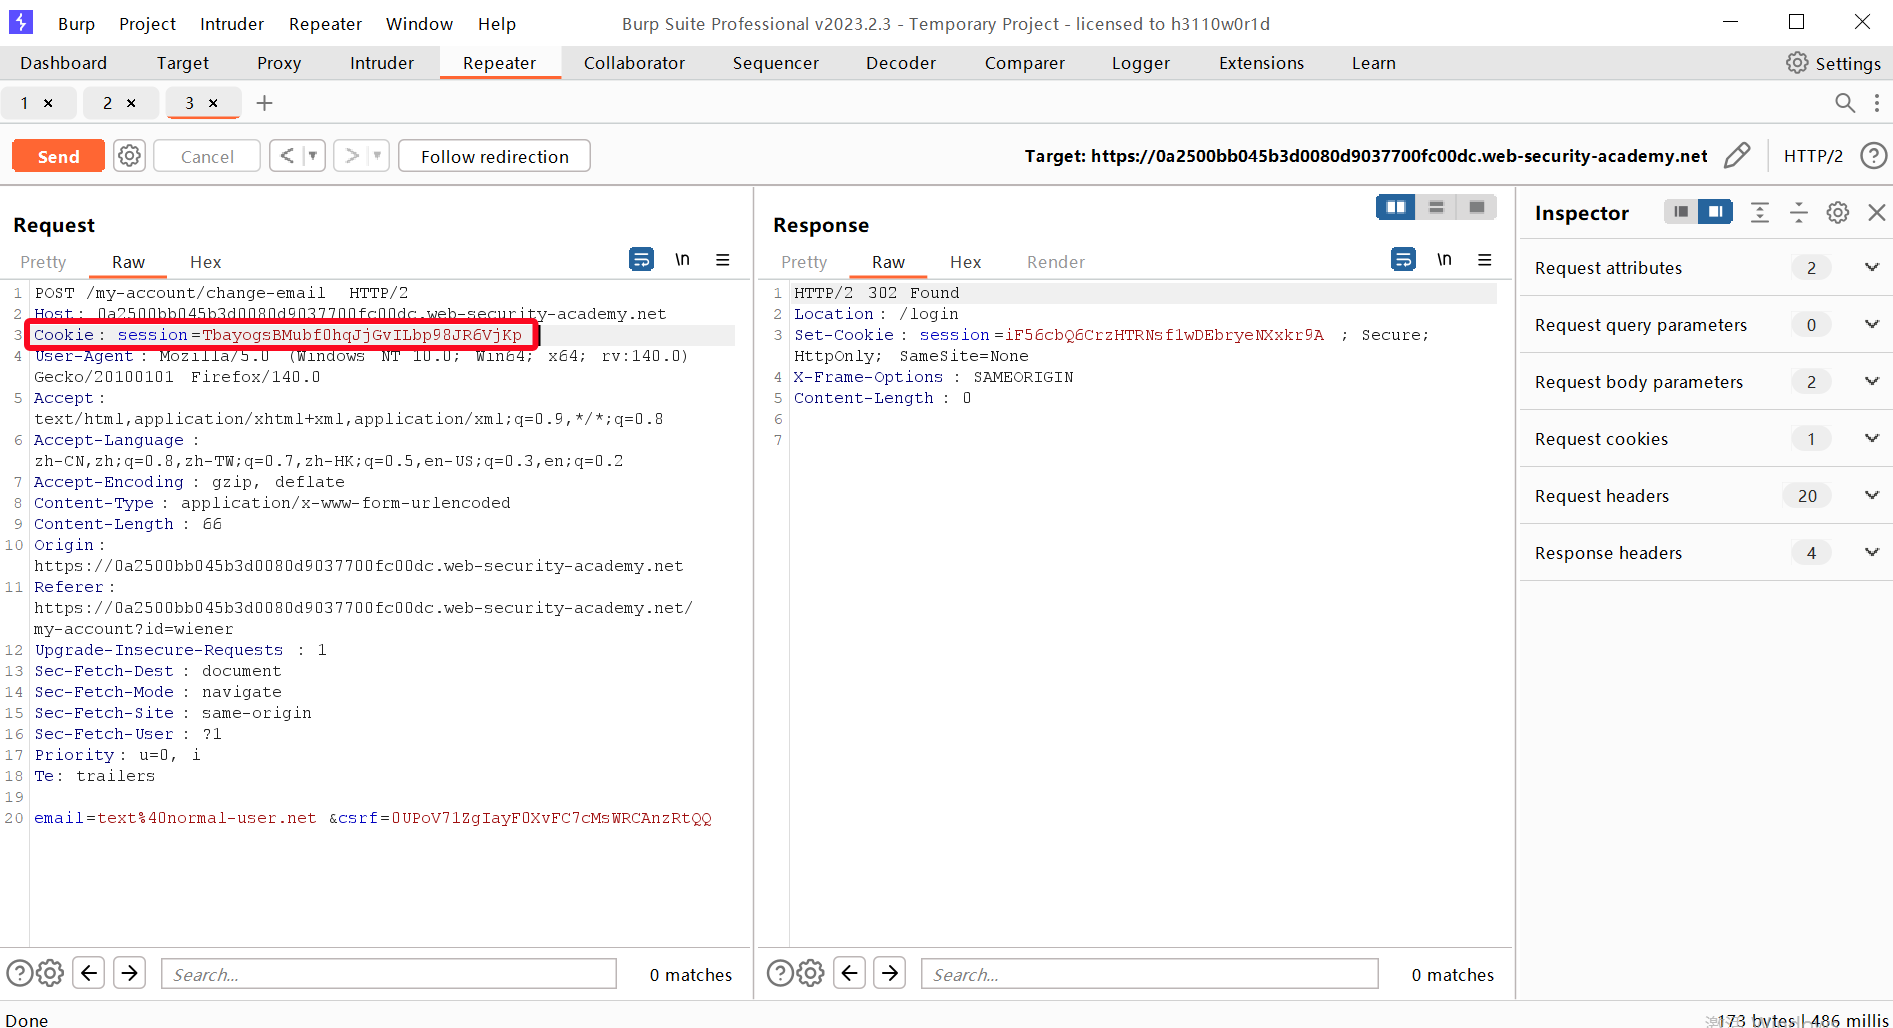 Burp Project Intruder Repeater Window Help Burp Suite Professional v2023.2.3 - Temporary Project - licensed to h3110w0r1d
Dashboard Target Proxy Intruder Repeater Collaborator Sequencer Decoder Comparer Logger Extensions Learn Settings
1 × 2 × 3 × +
Send Cancel < > Follow redirection Target: https://0a2500bb045b3d0080d9037700fc00dc.web-security-academy.net HTTP/2
Request
Pretty Raw Hex \n
1 POST /my-account/change-email HTTP/2
2 Host: 0a2500bb045b3d0080d9037700fc00dc.web-security-academy.net
3 Cookie: session=TbayogsBMubf0hqJjGvILbp98JR6VjKp
4 User-Agent: Mozilla/5.0 (Windows NT 10.0; Win64; x64; rv:140.0)
Gecko/20100101 Firefox/140.0
5 Accept:
text/html,application/xhtml+xml,application/xml;q=0.9,*/*;q=0.8
6 Accept-Language:
zh-CN,zh;q=0.8,zh-TW;q=0.7,zh-HK;q=0.5,en-US;q=0.3,en;q=0.2
7 Accept-Encoding: gzip, deflate
8 Content-Type: application/x-www-form-urlencoded
9 Content-Length: 66
10 Origin:
https://0a2500bb045b3d0080d9037700fc00dc.web-security-academy.net
11 Referer:
https://0a2500bb045b3d0080d9037700fc00dc.web-security-academy.net/
my-account?id=wiener
12 Upgrade-Insecure-Requests: 1
13 Sec-Fetch-Dest: document
14 Sec-Fetch-Mode: navigate
15 Sec-Fetch-Site: same-origin
16 Sec-Fetch-User: ?1
17 Priority: u=0, i
18 Te: trailers
19
20 email=text%40normal-user.net&csrf=0UPoV71ZgIayF0XvFC7cMsWRCAnzRtQQ
Search... 0 matches
Response
Pretty Raw Hex Render \n
1 HTTP/2 302 Found
2 Location: /login
3 Set-Cookie: session=iF56cbQ6CrzHTRNsf1wDEbryeNXxkr9A; Secure;
HttpOnly; SameSite=None
4 X-Frame-Options: SAMEORIGIN
5 Content-Length: 0
6
7
Search... 0 matches
Inspector
Request attributes 2
Request query parameters 0
Request body parameters 2
Request cookies 1
Request headers 20
Response headers 4
Done 173 bytes | 486 millis